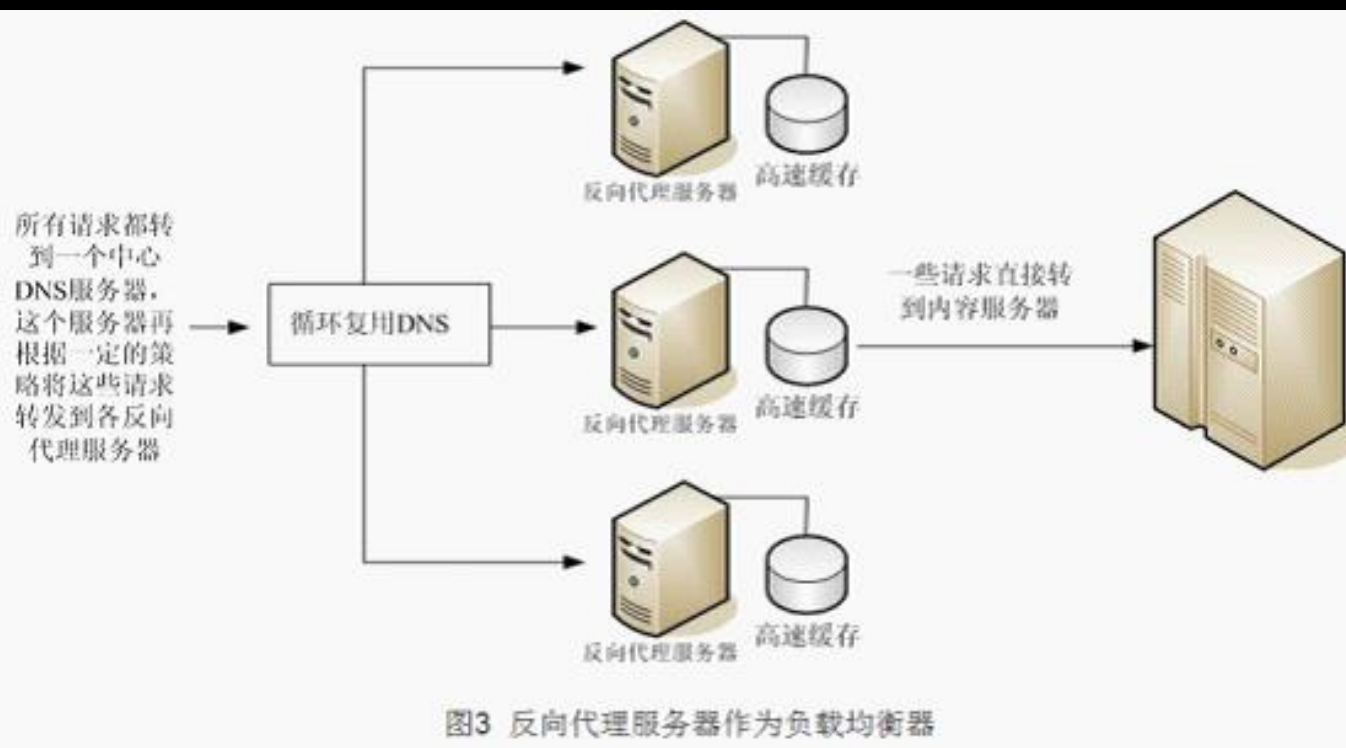 反向代理服务器
高速缓存
所有请求都转
到一个中心
DNS服务器，
这个服务器再
根据一定的策
略将这些请求
转发到各反向
代理服务器
循环复用DNS
反向代理服务器
高速缓存
一些请求直接转
到内容服务器
反向代理服务器
高速缓存
图3 反向代理服务器作为负载均衡器